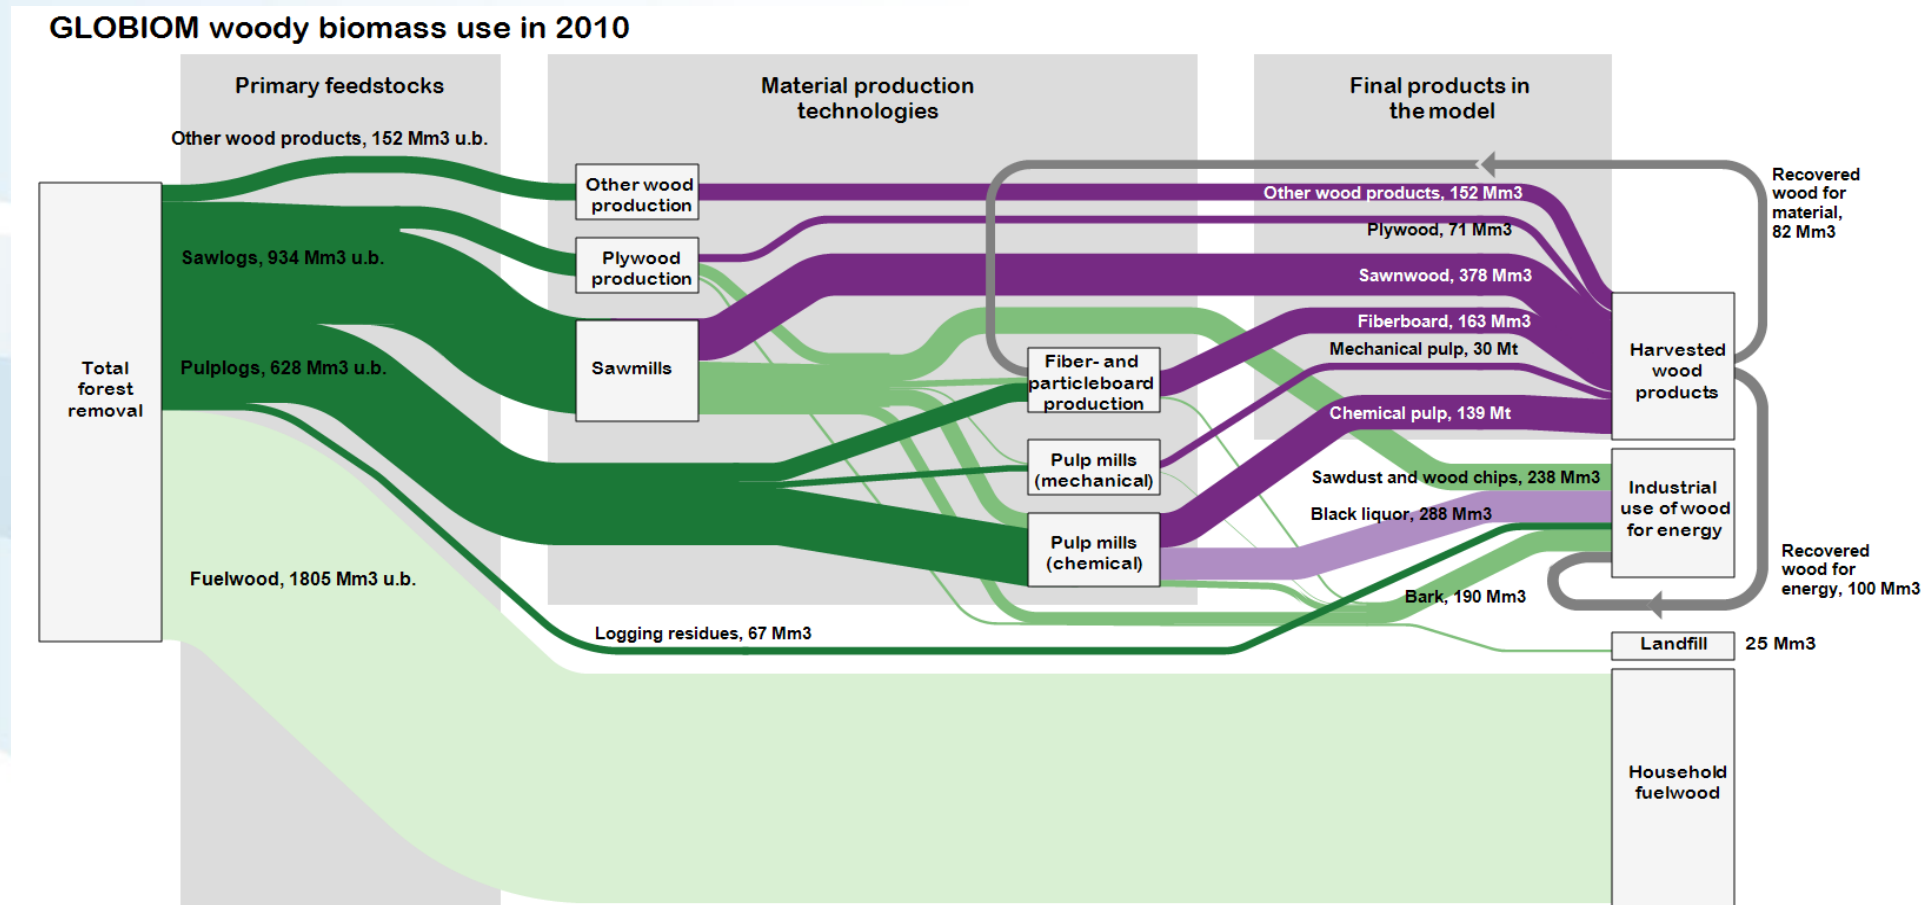 GLOBIOM woody biomass use in 2010
Primary feedstocks
Material production
technologies
Final products in
the model
Other wood products, 152 Mm3 u.b.
Sawlogs, 934 Mm3 u.b.
Pulplogs, 628 Mm3 u.b.
Fuelwood, 1805 Mm3 u.b.
Logging residues, 67 Mm3
Total
forest
removal
Other wood
production
Plywood
production
Sawmills
Fiber- and
particleboard
production
Pulp mills
(mechanical)
Pulp mills
(chemical)
Other wood products, 152 Mm3
Plywood, 71 Mm3
Sawnwood, 378 Mm3
Fiberboard, 163 Mm3
Mechanical pulp, 30 Mt
Chemical pulp, 139 Mt
Sawdust and wood chips, 238 Mm3
Black liquor, 288 Mm3
Bark, 190 Mm3
Harvested
wood
products
Industrial
use of wood
for energy
Landfill
25 Mm3
Household
fuelwood
Recovered
wood for
material,
82 Mm3
Recovered
wood for
energy, 100 Mm3